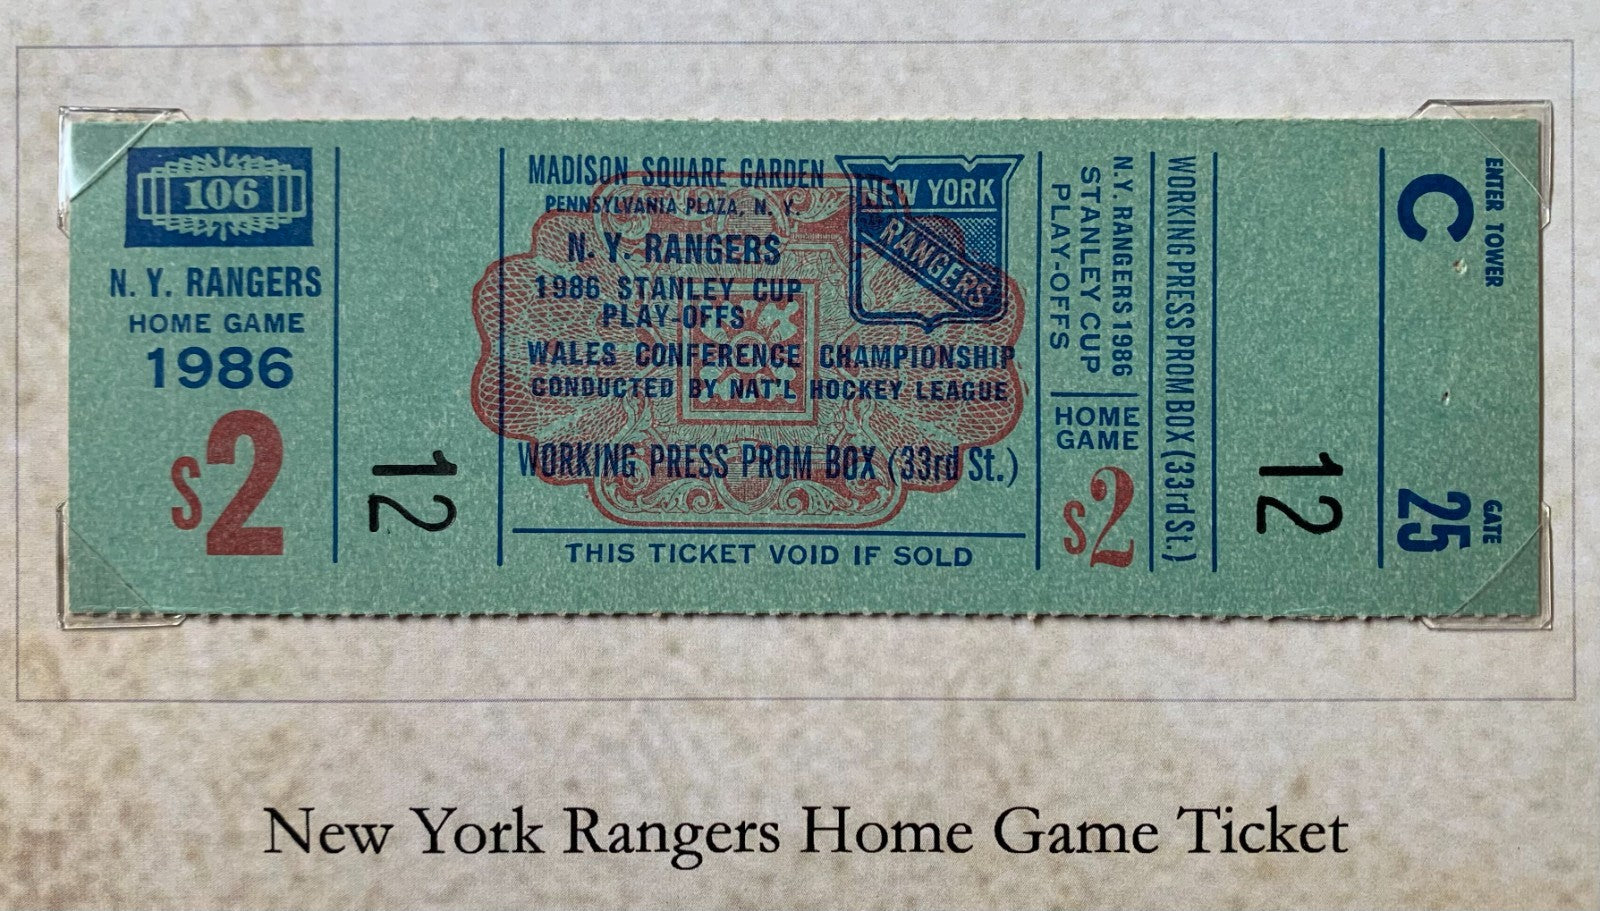 106
N. Y. RANGERS
HOME GAME
1986
$2
12
MADISON SQUARE GARDEN
PENNSYLVANIA PLAZA, N. Y.
N. Y. RANGERS
1986 STANLEY CUP
PLAY-OFFS
WALES CONFERENCE CHAMPIONSHIP
CONDUCTED BY NAT'L HOCKEY LEAGUE
WORKING PRESS PROM BOX (33rd St.)
THIS TICKET VOID IF SOLD
NEW YORK
RANGERS
N.Y. RANGERS 1986
STANLEY CUP
PLAY-OFFS
HOME
GAME
$2
WORKING PRESS PROM BOX (33rd St.)
12
ENTER TOWER
C
GATE
25
New York Rangers Home Game Ticket